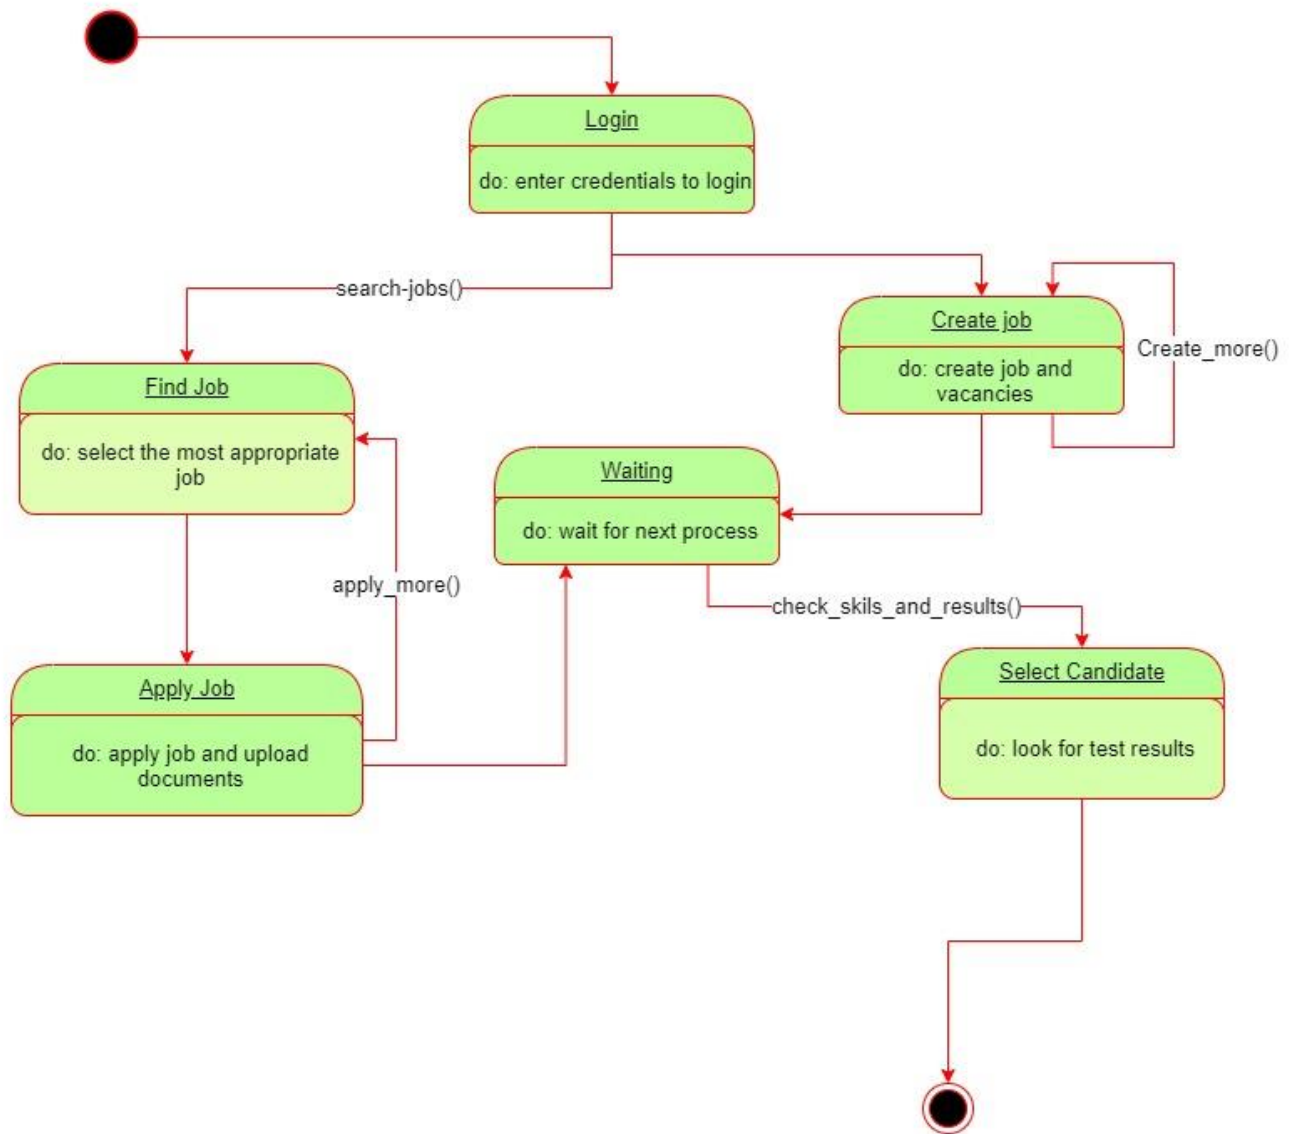 Login
do: enter credentials to login
search-jobs()
Create job
do: create job and
vacancies
Create_more()
Find Job
do: select the most appropriate
job
Waiting
do: wait for next process
apply_more()
check_skils_and_results()
Apply Job
do: apply job and upload
documents
Select Candidate
do: look for test results